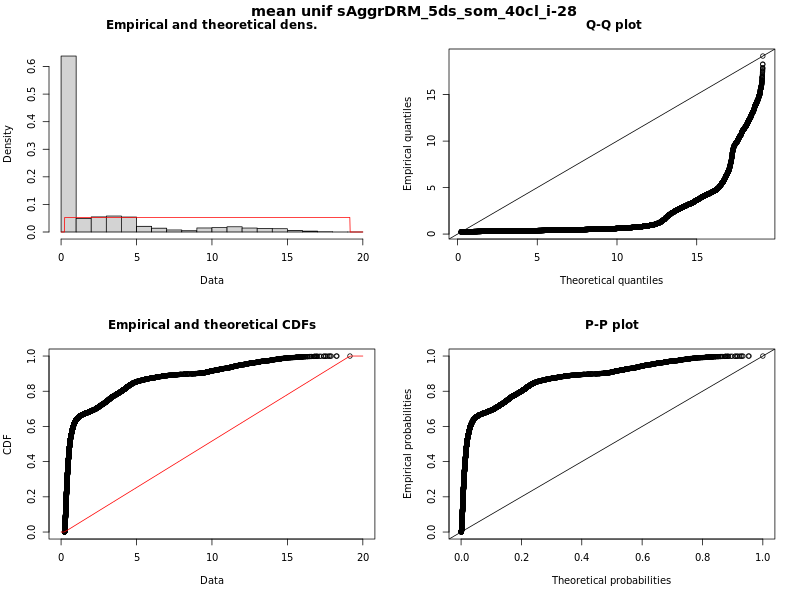 mean unif sAggrDRM_5ds_som_40cl_i-28
Empirical and theoretical dens.
Density
0.0 0.1 0.2 0.3 0.4 0.5 0.6
0 5 10 15 20
Data
Q-Q plot
Empirical quantiles
0 5 10 15
0 5 10 15
Theoretical quantiles
Empirical and theoretical CDFs
CDF
0.0 0.2 0.4 0.6 0.8 1.0
0 5 10 15 20
Data
P-P plot
Empirical probabilities
0.0 0.2 0.4 0.6 0.8 1.0
0.0 0.2 0.4 0.6 0.8 1.0
Theoretical probabilities